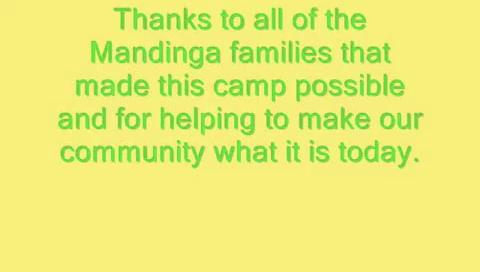 Thanks to all of the
Mandinga families that
made this camp possible
and for helping to make our
community what it is today.